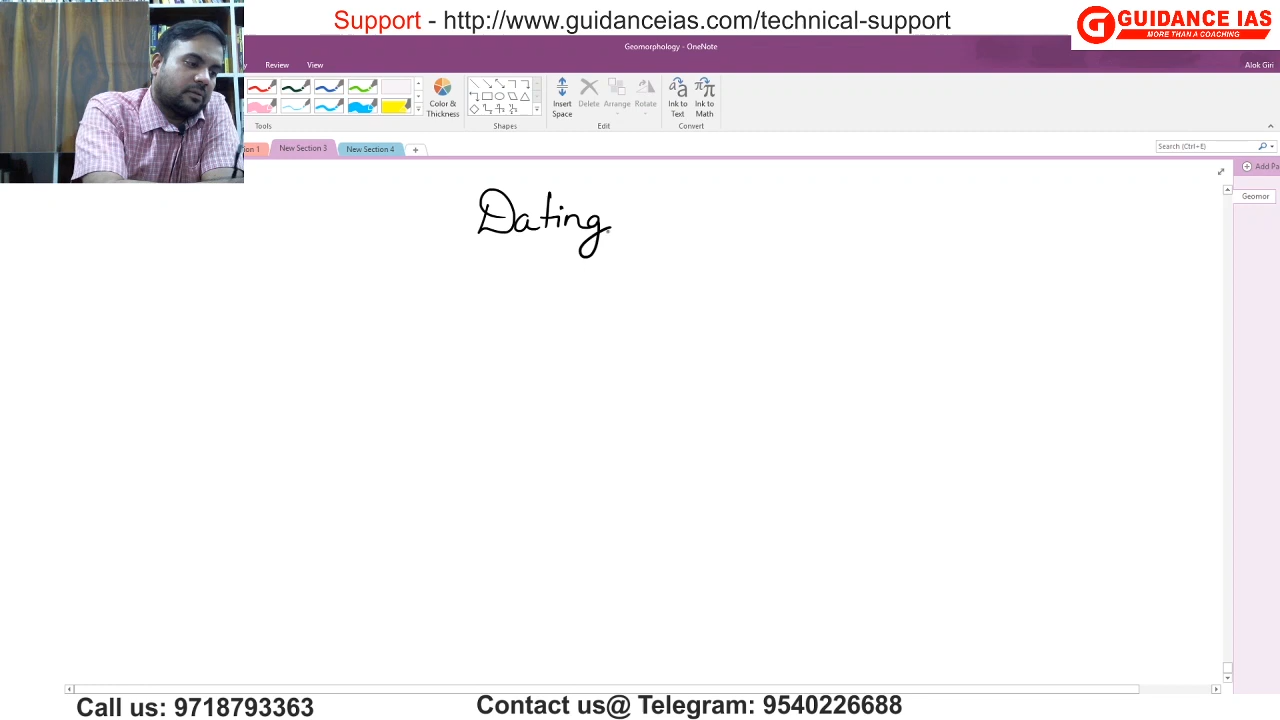 Support - http://www.guidanceias.com/technical-support
GUIDANCE IAS
MORE THAN A COACHING
Geomorphology - OneNote
Review View
Alok Giri
Color & Thickness
Insert Space
Delete
Arrange
Rotate
Ink to Text
Ink to Math
Tools
Shapes
Edit
Convert
New Section 3
New Section 4
Search (Ctrl+E)
Add Pa
Geomor
Dating
Call us: 9718793363
Contact us@ Telegram: 9540226688